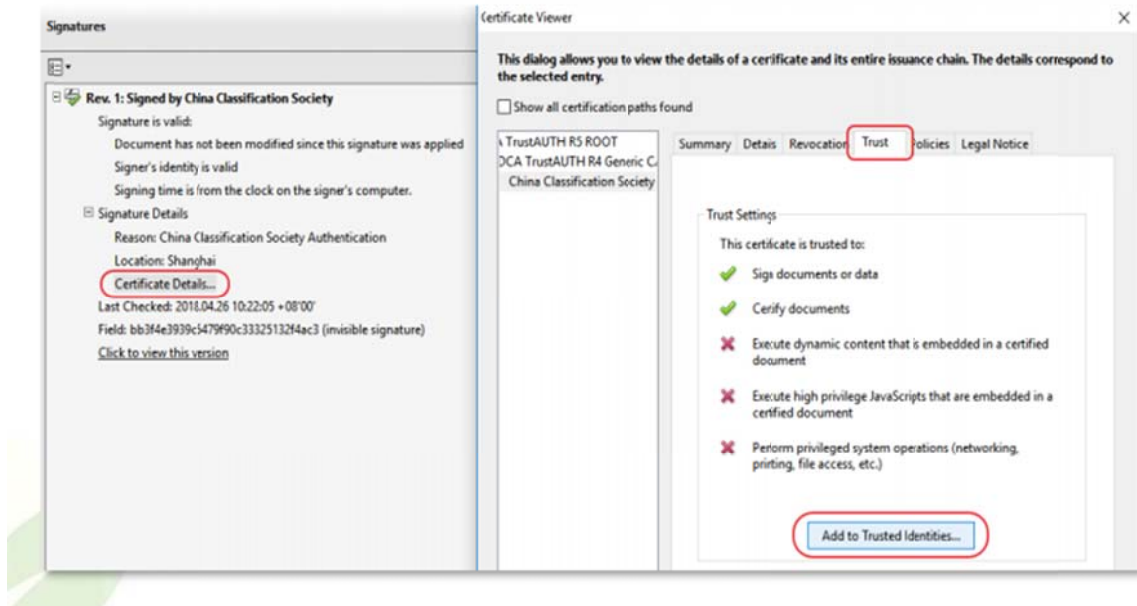 Signatures
Rev. 1: Signed by China Classification Society
Signature is valid:
Document has not been modified since this signature was applied
Signer's identity is valid
Signing time is from the clock on the signer's computer.
Signature Details
Reason: China Classification Society Authentication
Location: Shanghai
Certificate Details...
Last Checked: 2018.04.26 10:22:05 +08'00'
(invisible signature)
Click to view this version
Certificate Viewer
This dialog allows you to view the details of a cerificate and its entire issuance chain. The details correspond to
the selected entry.
Show all certification paths found
TrustAUTH R5 ROOT
TrustAUTH R4 Generic
China Classification Society
Summary Detais Revocation Trust Policies Legal Notice
Trust Settings
This certificate is trusted to:
Sign documents or data
Cerify documents
Execute dynamic content that is embedded in a certified
document
Execute high privilege JavaScripts that are embedded in a
cerified document
Perform privileged system operations (networking,
printing, file access, etc.)
Add to Trusted Identities...